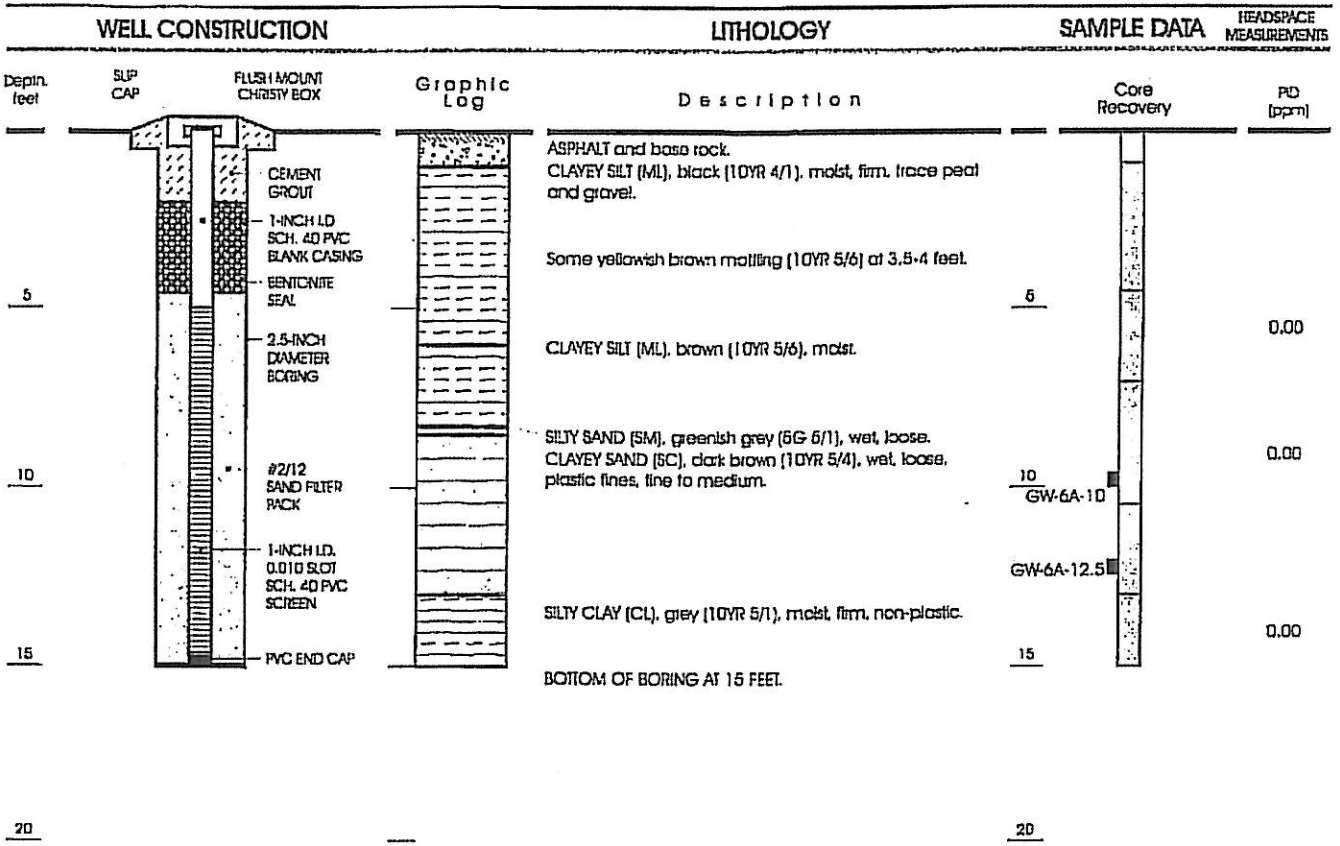 WELL CONSTRUCTION
LITHOLOGY
SAMPLE DATA
HEADSPACE
MEASUREMENTS
Depth,
feet
SLIP
CAP
FLUSH MOUNT
CHRISTY BOX
Graphic
Log
Description
Core
Recovery
PID
(ppm)
CEMENT
GROUT
1-INCH I.D
SCH. 40 PVC
BLANK CASING
BENTONITE
SEAL
2.5-INCH
DIAMETER
BORING
#2/12
SAND FILTER
PACK
1-INCH I.D.
0.010 SLOT
SCH. 40 PVC
SCREEN
PVC END CAP
5
10
15
20
ASPHALT and base rock.
CLAYEY SILT (ML), black (10YR 4/1), moist, firm, trace peat
and gravel.
Some yellowish brown mottling (10YR 5/6) at 3.5-4 feet.
CLAYEY SILT (ML), brown (10YR 5/6), moist.
SILTY SAND (SM), greenish grey (5G 5/1), wet, loose.
CLAYEY SAND (SC), dark brown (10YR 5/4), wet, loose,
plastic fines, fine to medium.
SILTY CLAY (CL), grey (10YR 5/1), moist, firm, non-plastic.
BOTTOM OF BORING AT 15 FEET.
5
10
GW-6A-10
GW-6A-12.5
15
20
0.00
0.00
0.00